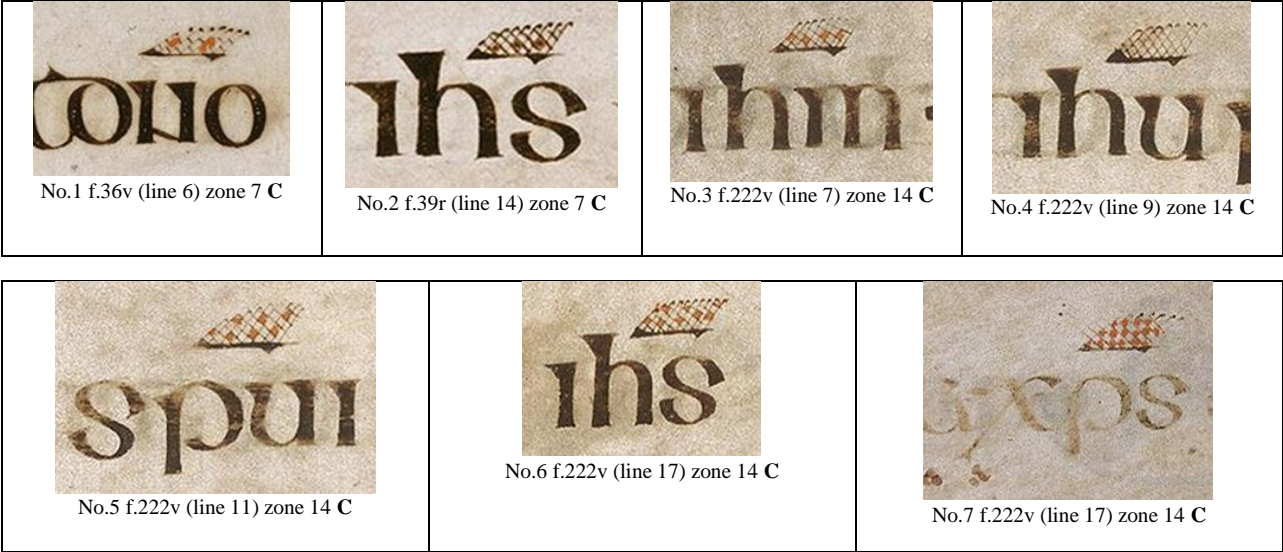 ihs
ihm
ihu
No.1 f.36v (line 6) zone 7 C
No.2 f.39r (line 14) zone 7 C
No.3 f.222v (line 7) zone 14 C
No.4 f.222v (line 9) zone 14 C
ihs
xps
No.5 f.222v (line 11) zone 14 C
No.6 f.222v (line 17) zone 14 C
No.7 f.222v (line 17) zone 14 C